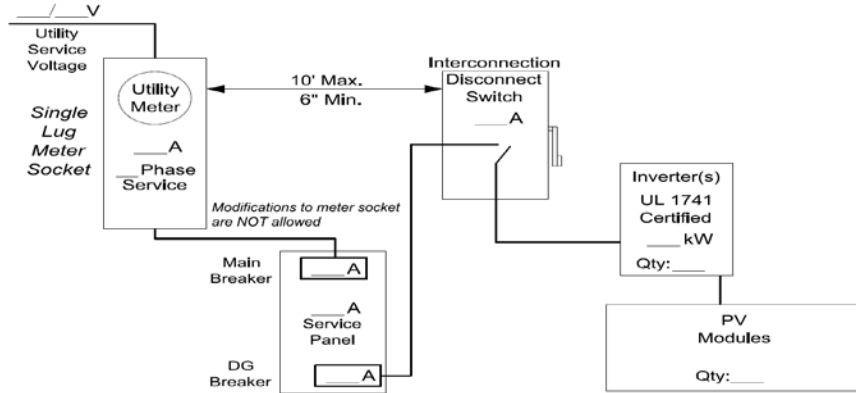 ___/___V
Utility
Service
Voltage
Utility
Meter
Single
Lug
Meter
Socket
___A
__Phase
Service
10' Max.
6" Min.
Interconnection
Disconnect
Switch
___A
Modifications to meter socket
are NOT allowed
Inverter(s)
UL 1741
Certified
___kW
Qty:___
Main
Breaker
___A
___A
Service
Panel
DG
Breaker
___A
PV
Modules
Qty:___